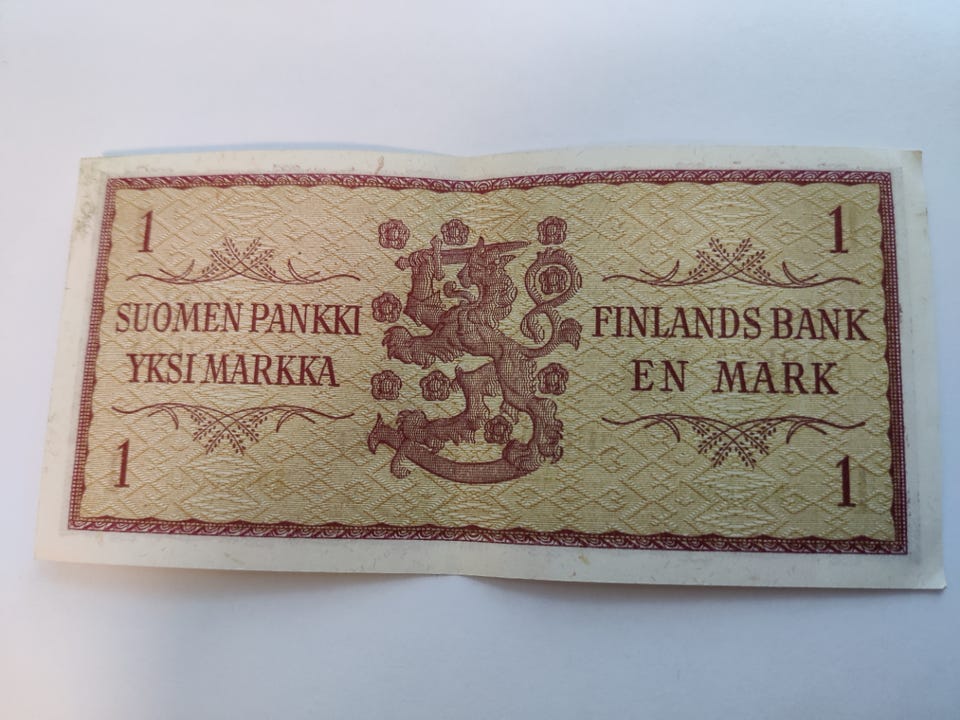 1
1
SUOMEN PANKKI
YKSI MARKKA
FINLANDS BANK
EN MARK
1
1